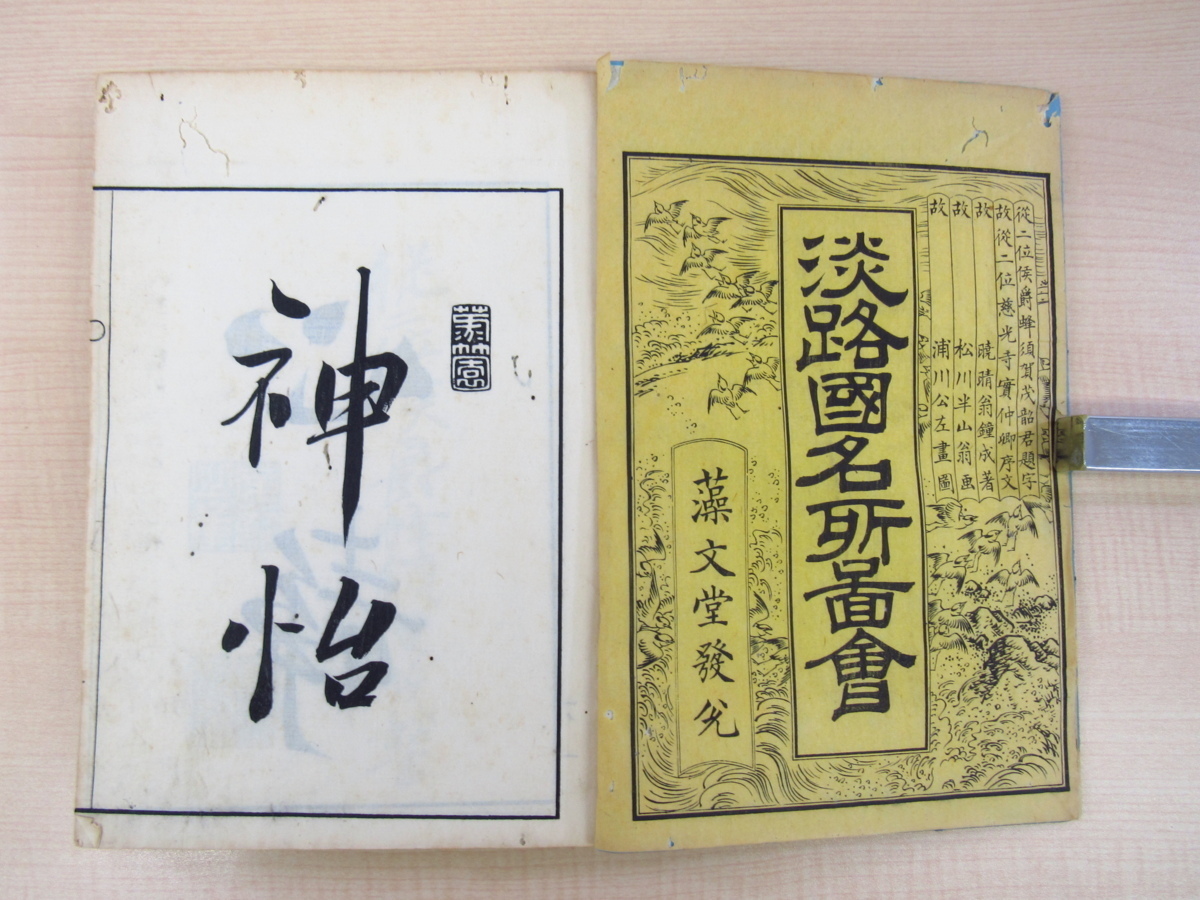 從二位侯爵蜂須賀茂韶君題字
故從二位慈光寺實仲卿序文
故 曉晴翁鐘成著
故 松川半山翁画
故 浦川公左畫圖
淡路國名所圖會
藻文堂發兌
神怡